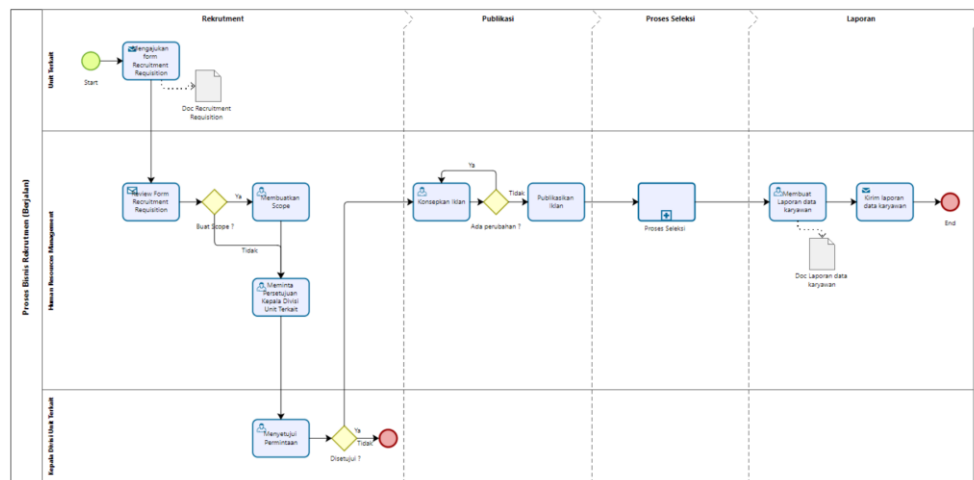 Rekrutment
Publikasi
Proses Seleksi
Laporan
Proses Bisnis Rekrutmen (Berjalan)
Unit Terkait
Start
Mengajukan
form
Recruitment
Requisition
Doc Recruitment
Requisition
Human Resources Management
Review Form
Recruitment
Requisition
Buat Scope ?
Ya
Tidak
Membuatkan
Scope
Meminta
Persetujuan
Kepala Divisi
Unit Terkait
Konsepkan Iklan
Ya
Ada perubahan ?
Tidak
Publikasikan
Iklan
Proses Seleksi
Membuat
Laporan data
karyawan
Doc Laporan data
karyawan
Kirim laporan
data karyawan
End
Kepala Divisi Unit Terkait
Menyetujui
Permintaan
Disetujui ?
Ya
Tidak